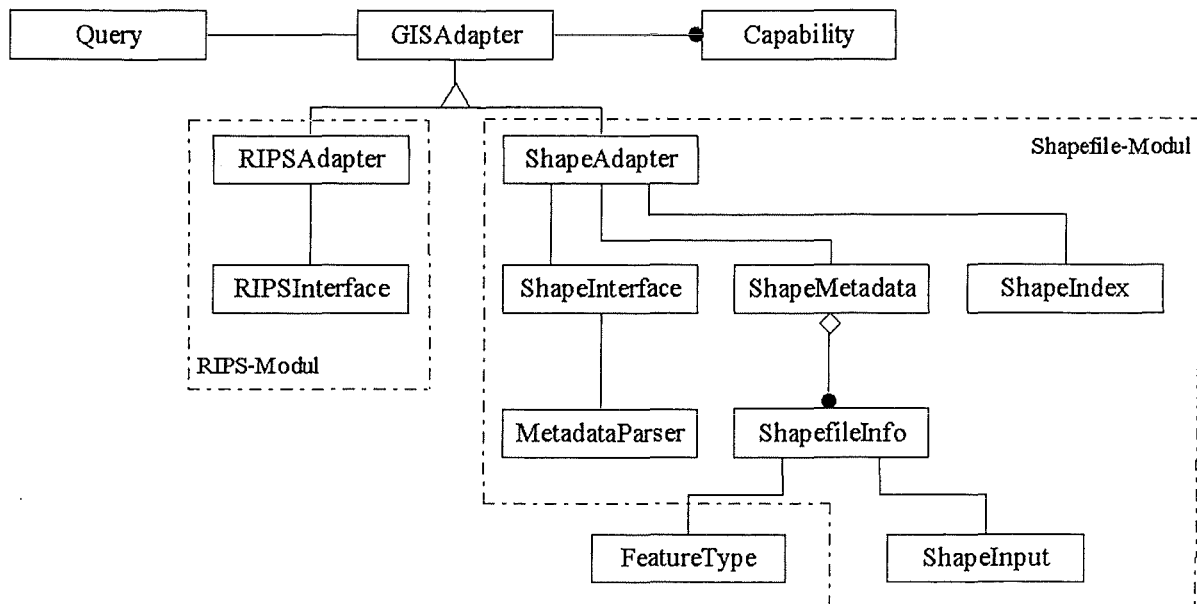 Query
GISAdapter
Capability
RIPSAdapter
ShapeAdapter
Shapefile-Modul
RIPSInterface
ShapeInterface
ShapeMetadata
ShapeIndex
RIPS-Modul
MetadataParser
ShapefileInfo
FeatureType
ShapeInput